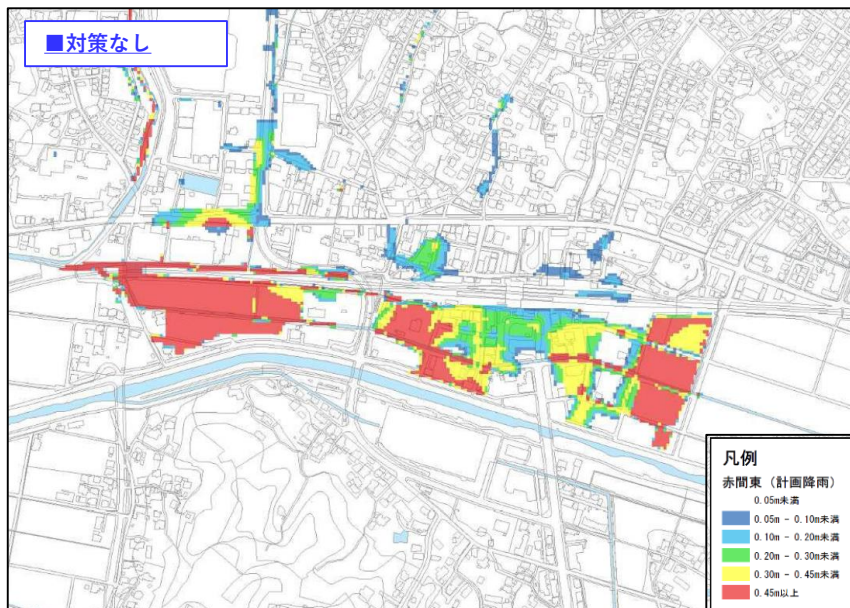 ■対策なし
凡例
赤間東（計画降雨）
0.05m未満
0.05m - 0.10m未満
0.10m - 0.20m未満
0.20m - 0.30m未満
0.30m - 0.45m未満
0.45m以上